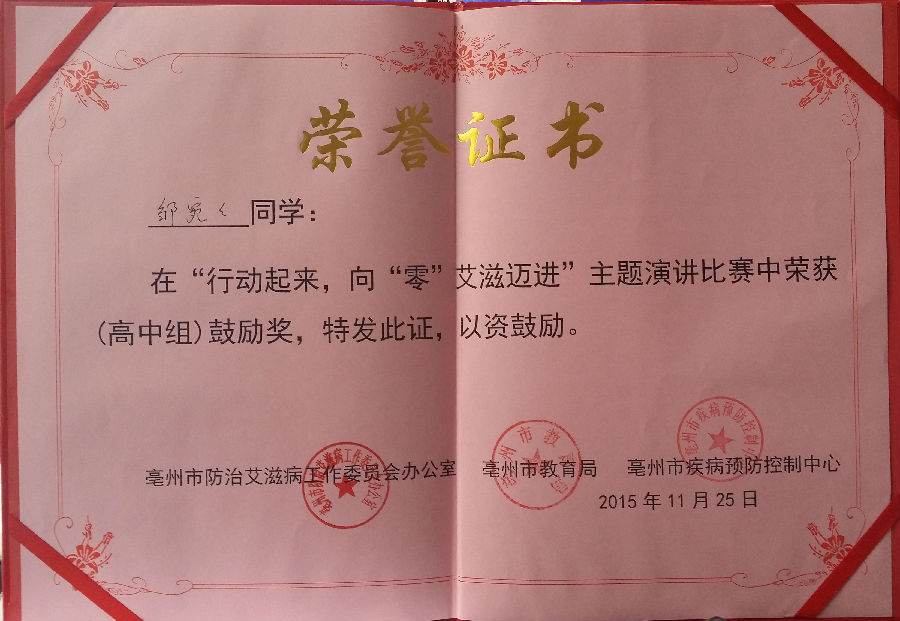 荣誉证书
邹宛く同学：
在“行动起来，向“零”艾滋迈进”主题演讲比赛中荣获
(高中组)鼓励奖，特发此证，以资鼓励。
亳州市防治艾滋病工作委员会办公室 亳州市教育局 亳州市疾病预防控制中心
2015年11月25日